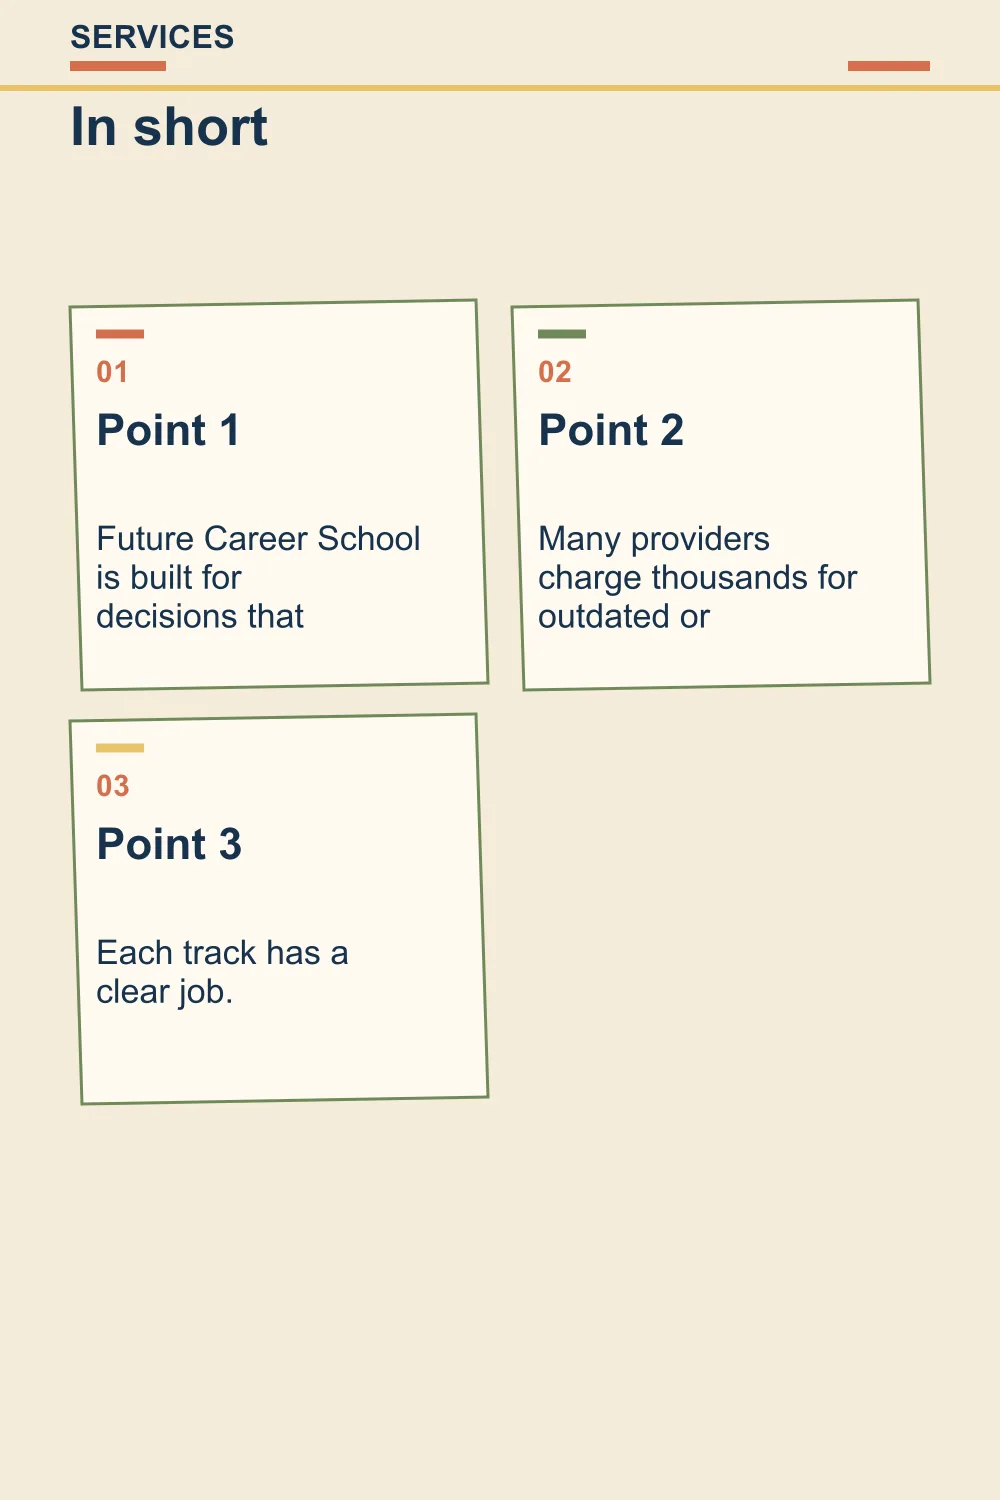 SERVICES
In short
01
Point 1
Future Career School
is built for
decisions that
02
Point 2
Many providers
charge thousands for
outdated or
03
Point 3
Each track has a
clear job.